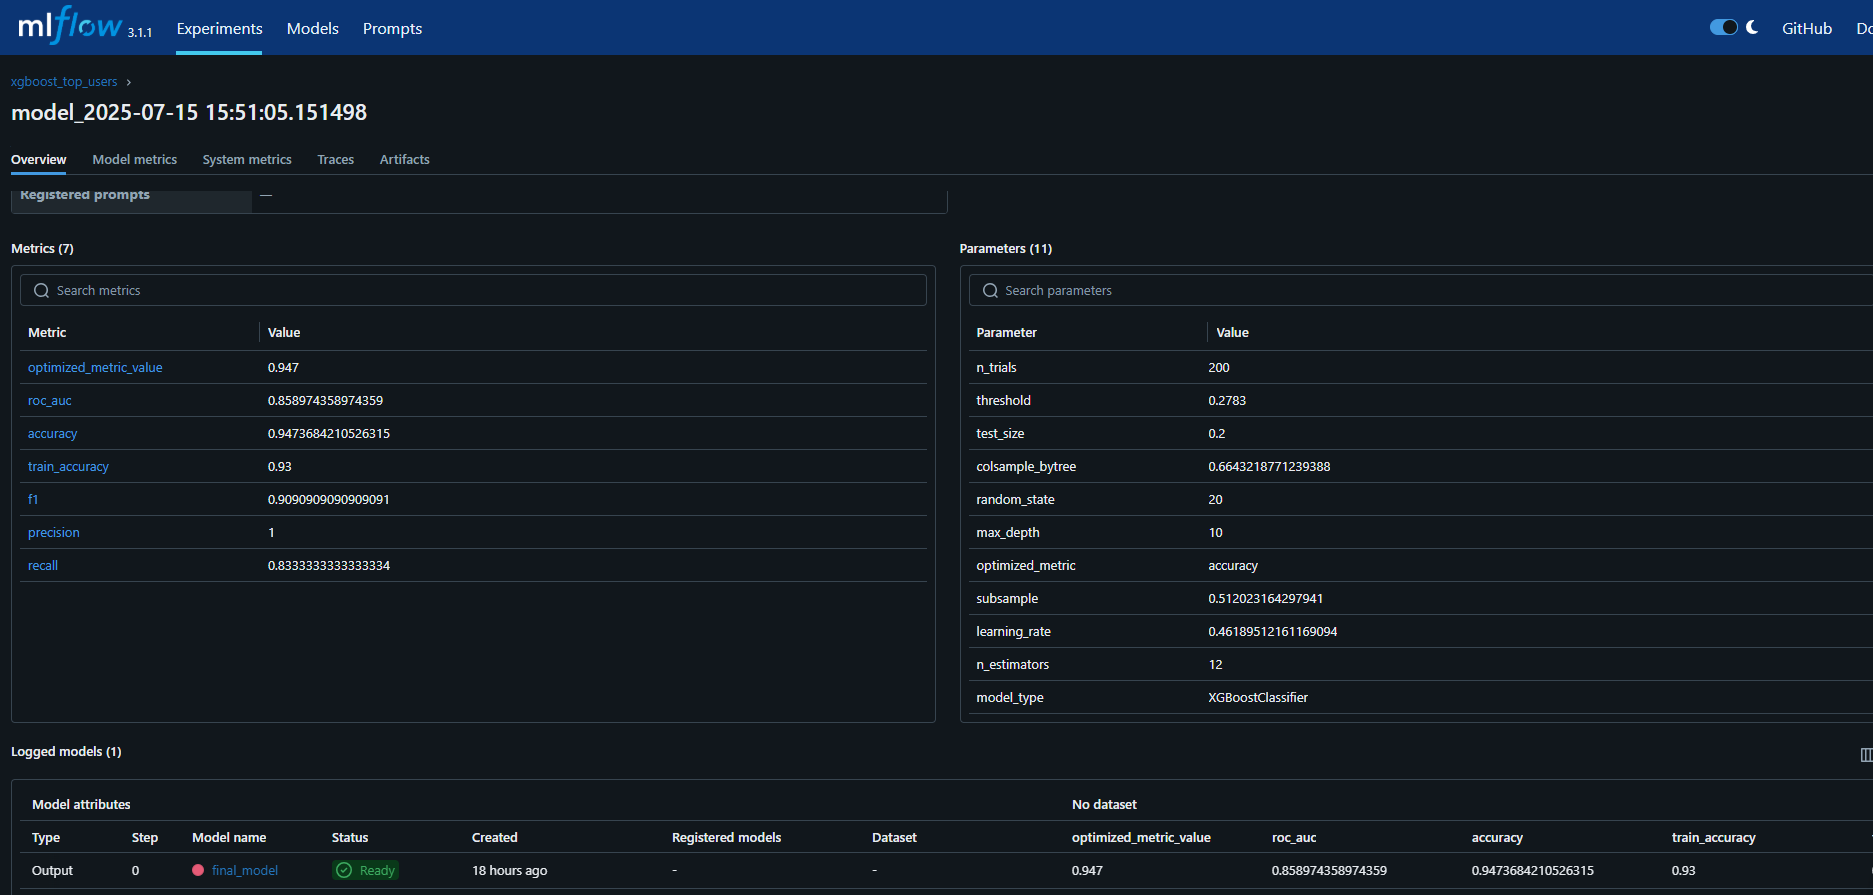 mlflow 3.1.1 Experiments Models Prompts GitHub
xgboost_top_users ›
model_2025-07-15 15:51:05.151498
Overview Model metrics System metrics Traces Artifacts
Registered prompts —
Metrics (7)
Search metrics
Metric Value
optimized_metric_value 0.947
roc_auc 0.858974358974359
accuracy 0.9473684210526315
train_accuracy 0.93
f1 0.9090909090909091
precision 1
recall 0.8333333333333334
Parameters (11)
Search parameters
Parameter Value
n_trials 200
threshold 0.2783
test_size 0.2
colsample_bytree 0.6643218771239388
random_state 20
max_depth 10
optimized_metric accuracy
subsample 0.512023164297941
learning_rate 0.46189512161169094
n_estimators 12
model_type XGBoostClassifier
Logged models (1)
Model attributes No dataset
Type Step Model name Status Created Registered models Dataset optimized_metric_value roc_auc accuracy train_accuracy
Output 0 final_model Ready 18 hours ago - - 0.947 0.858974358974359 0.9473684210526315 0.93